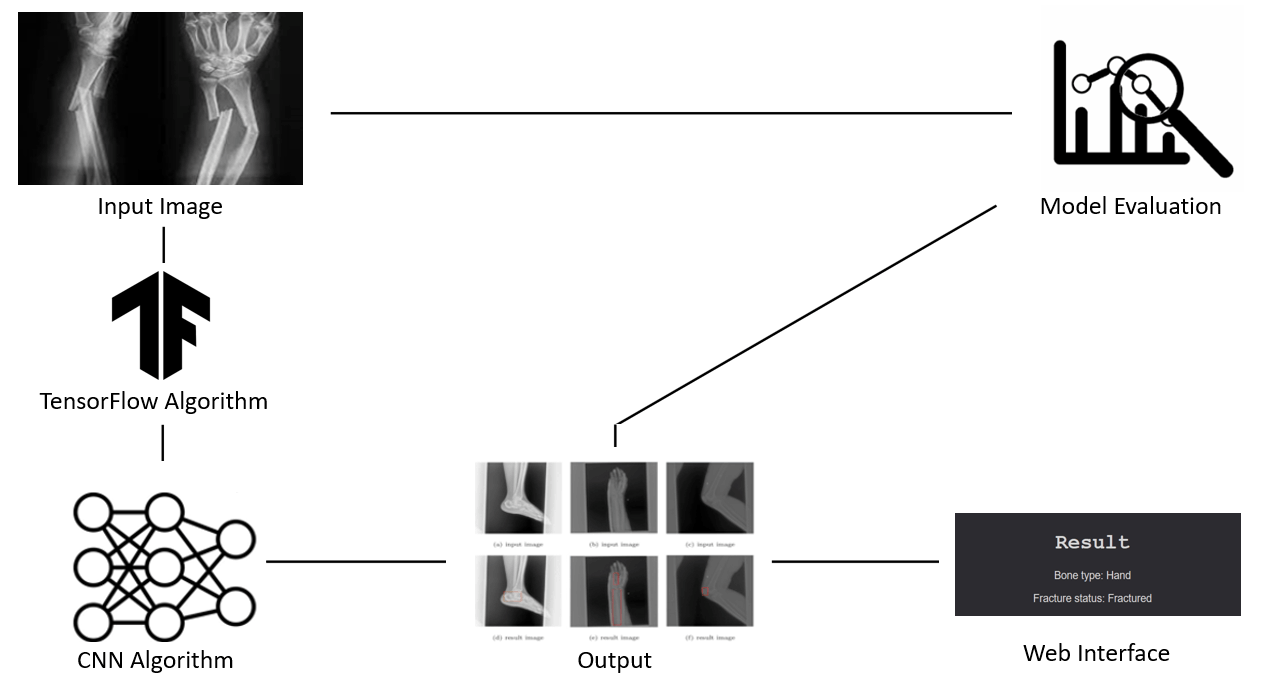 Input Image
Model Evaluation
TensorFlow Algorithm
(a) input image
(b) input image
(c) input image
(d) result image
(e) result image
(f) result image
CNN Algorithm
Output
Result
Bone type: Hand
Fracture status: Fractured
Web Interface